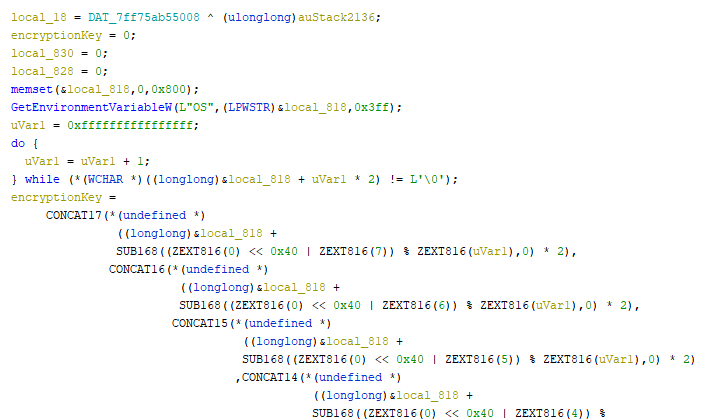 local_18 = DAT_7ff75ab55008 ^ (ulonglong)auStack2136;
encryptionKey = 0;
local_830 = 0;
local_828 = 0;
memset(&local_818,0,0x800);
GetEnvironmentVariableW(L"OS",(LPWSTR)&local_818,0x3ff);
uVar1 = 0xffffffffffffffff;
do {
uVar1 = uVar1 + 1;
} while (*(WCHAR *)((longlong)&local_818 + uVar1 * 2) != L'\0');
encryptionKey =
CONCAT17(*(undefined *)
((longlong)&local_818 +
SUB168((ZEXT816(0) << 0x40 | ZEXT816(7)) % ZEXT816(uVar1),0) * 2),
CONCAT16(*(undefined *)
((longlong)&local_818 +
SUB168((ZEXT816(0) << 0x40 | ZEXT816(6)) % ZEXT816(uVar1),0) * 2),
CONCAT15(*(undefined *)
((longlong)&local_818 +
SUB168((ZEXT816(0) << 0x40 | ZEXT816(5)) % ZEXT816(uVar1),0) * 2)
,CONCAT14(*(undefined *)
((longlong)&local_818 +
SUB168((ZEXT816(0) << 0x40 | ZEXT816(4)) %